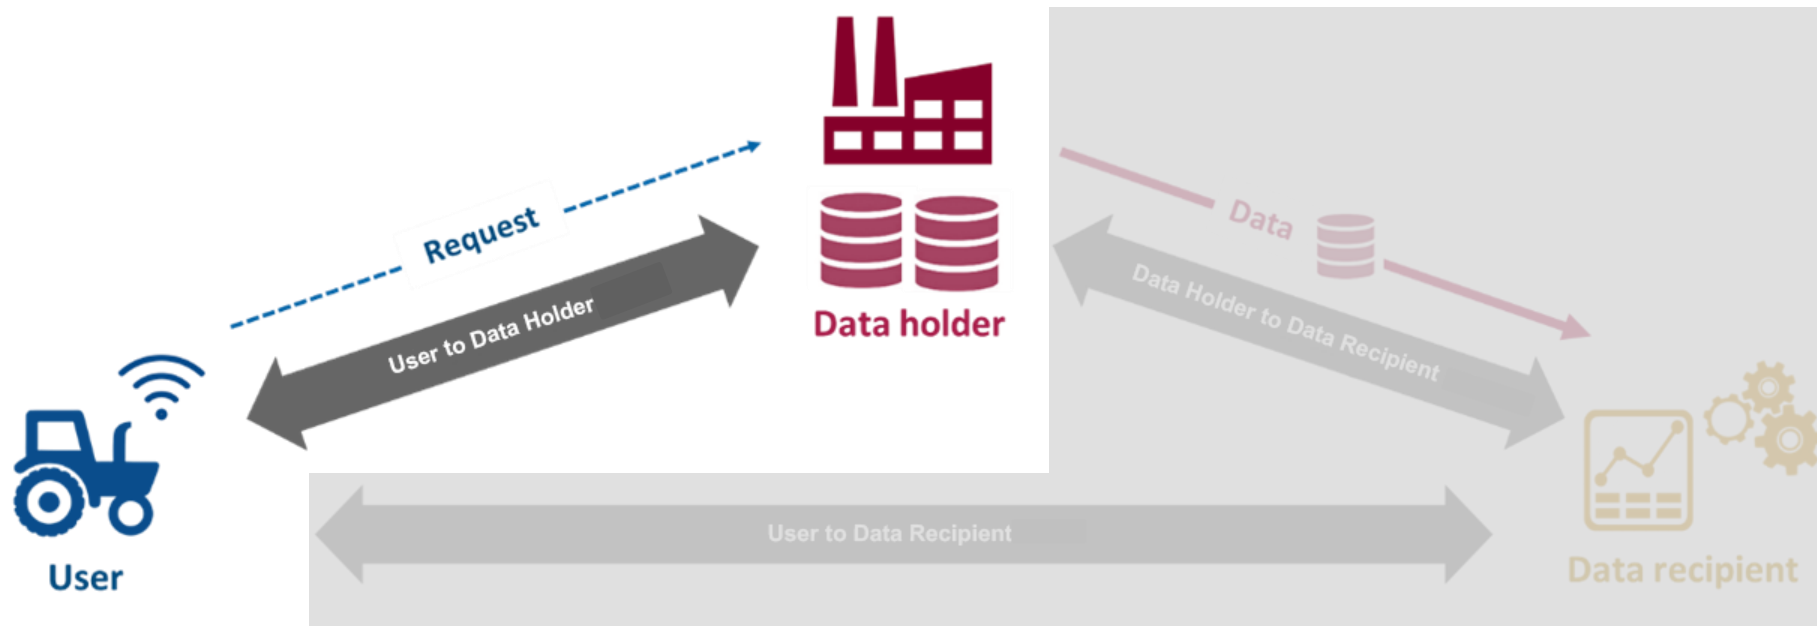 Request
User to Data Holder
Data holder
Data
Data Holder to Data Recipient
User to Data Recipient
User
Data recipient